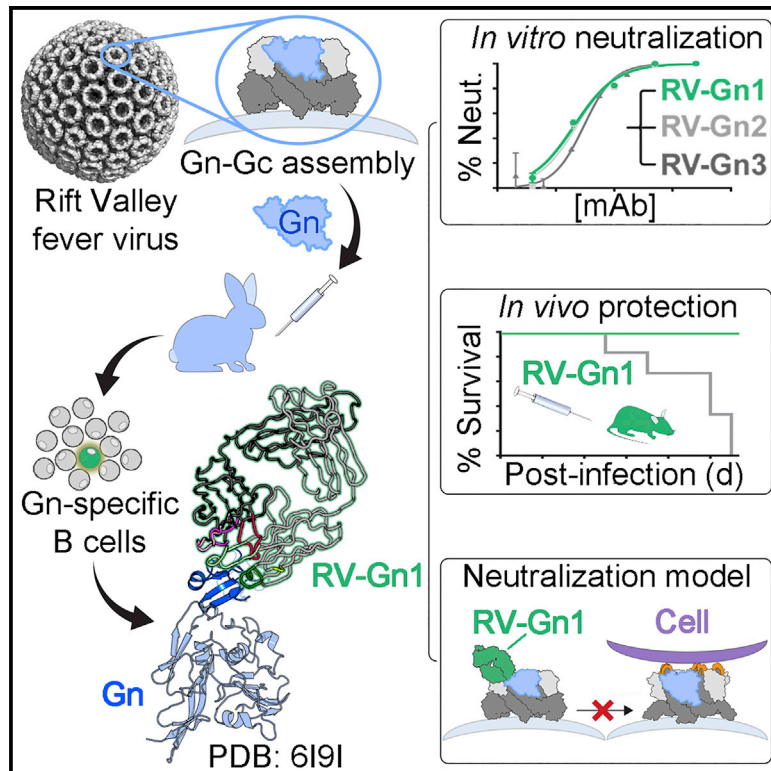 Gn-Gc assembly
Rift Valley
fever virus
Gn
Gn-specific
B cells
RV-Gn1
Gn
PDB: 6I9I
In vitro neutralization
% Neut.
RV-Gn1
RV-Gn2
RV-Gn3
[mAb]
In vivo protection
% Survival
RV-Gn1
Post-infection (d)
Neutralization model
RV-Gn1
Cell